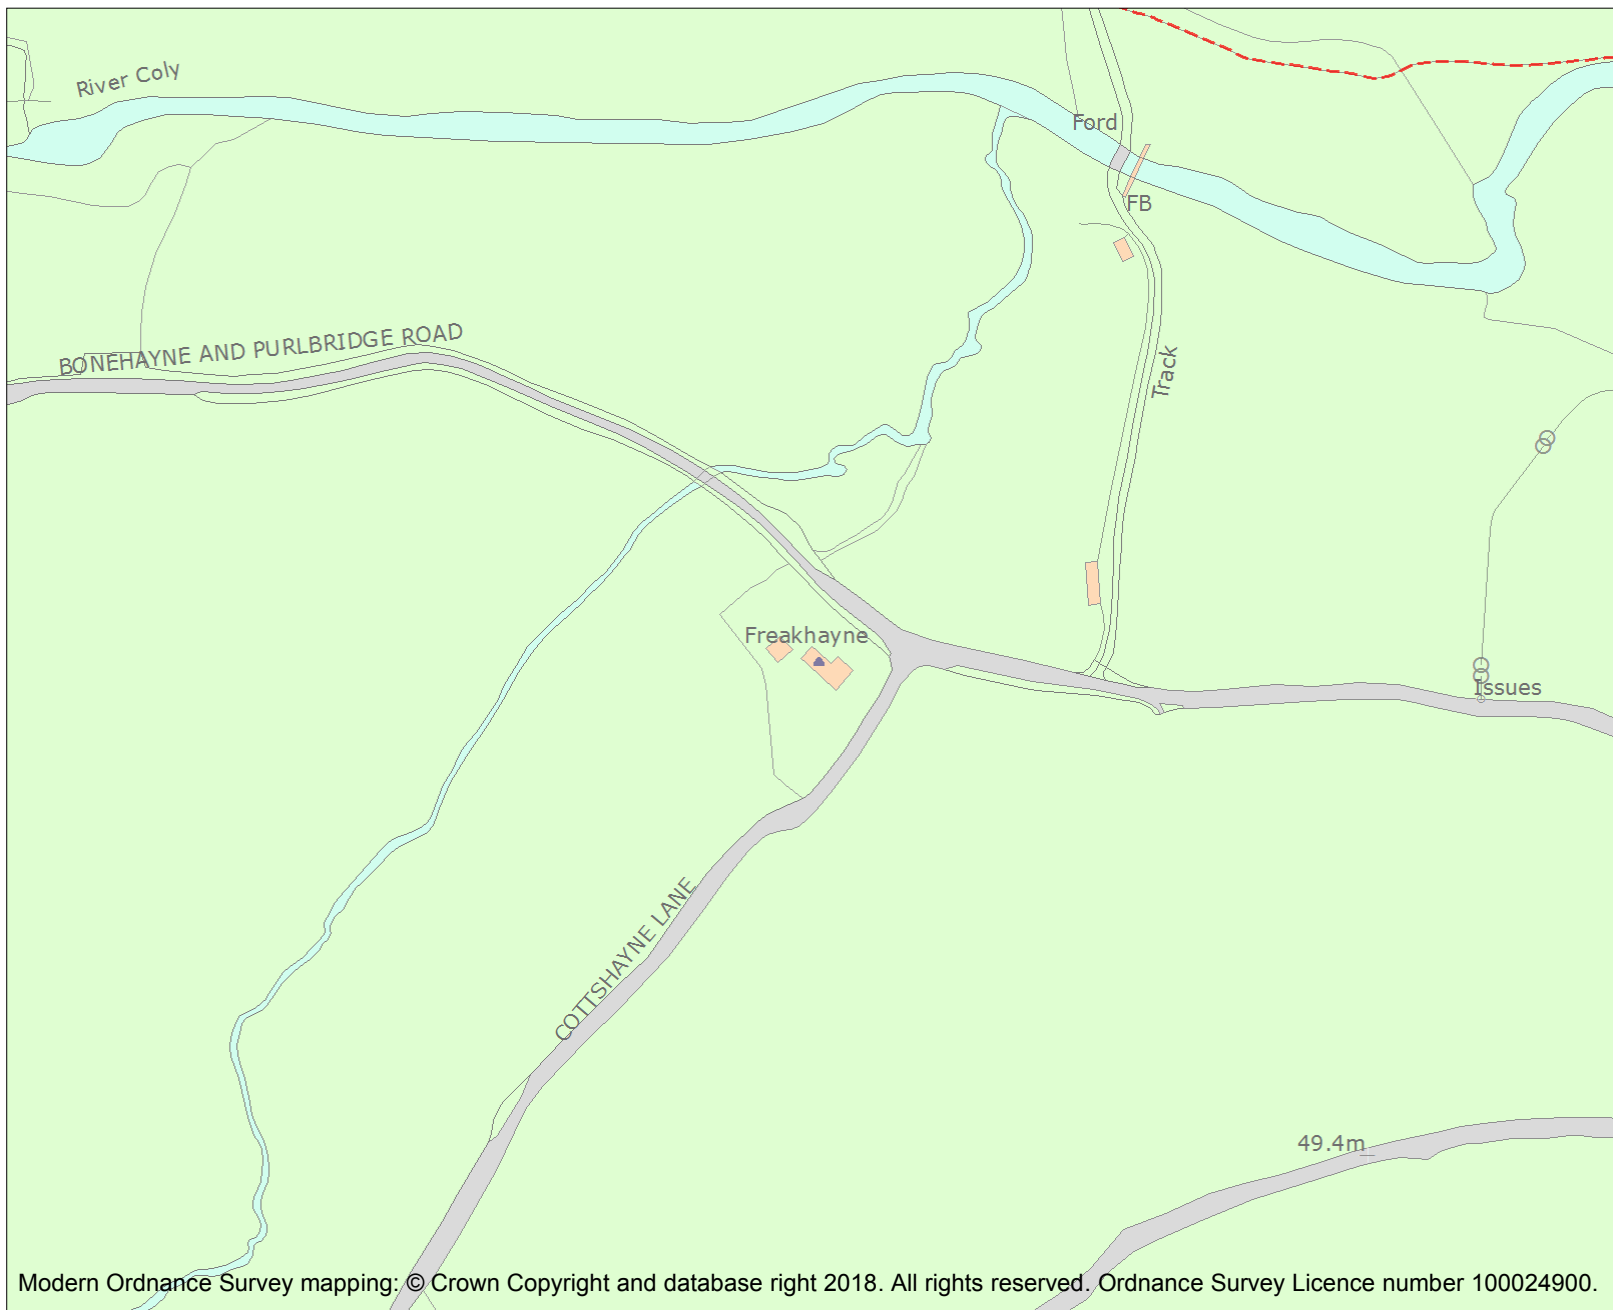 River Coly
Ford
FB
BONEHAYNE AND PURLBRIDGE ROAD
Track
Freakhayne
Issues
COTTSHAYNE LANE
49.4m
Modern Ordnance Survey mapping: © Crown Copyright and database right 2018. All rights reserved. Ordnance Survey Licence number 100024900.